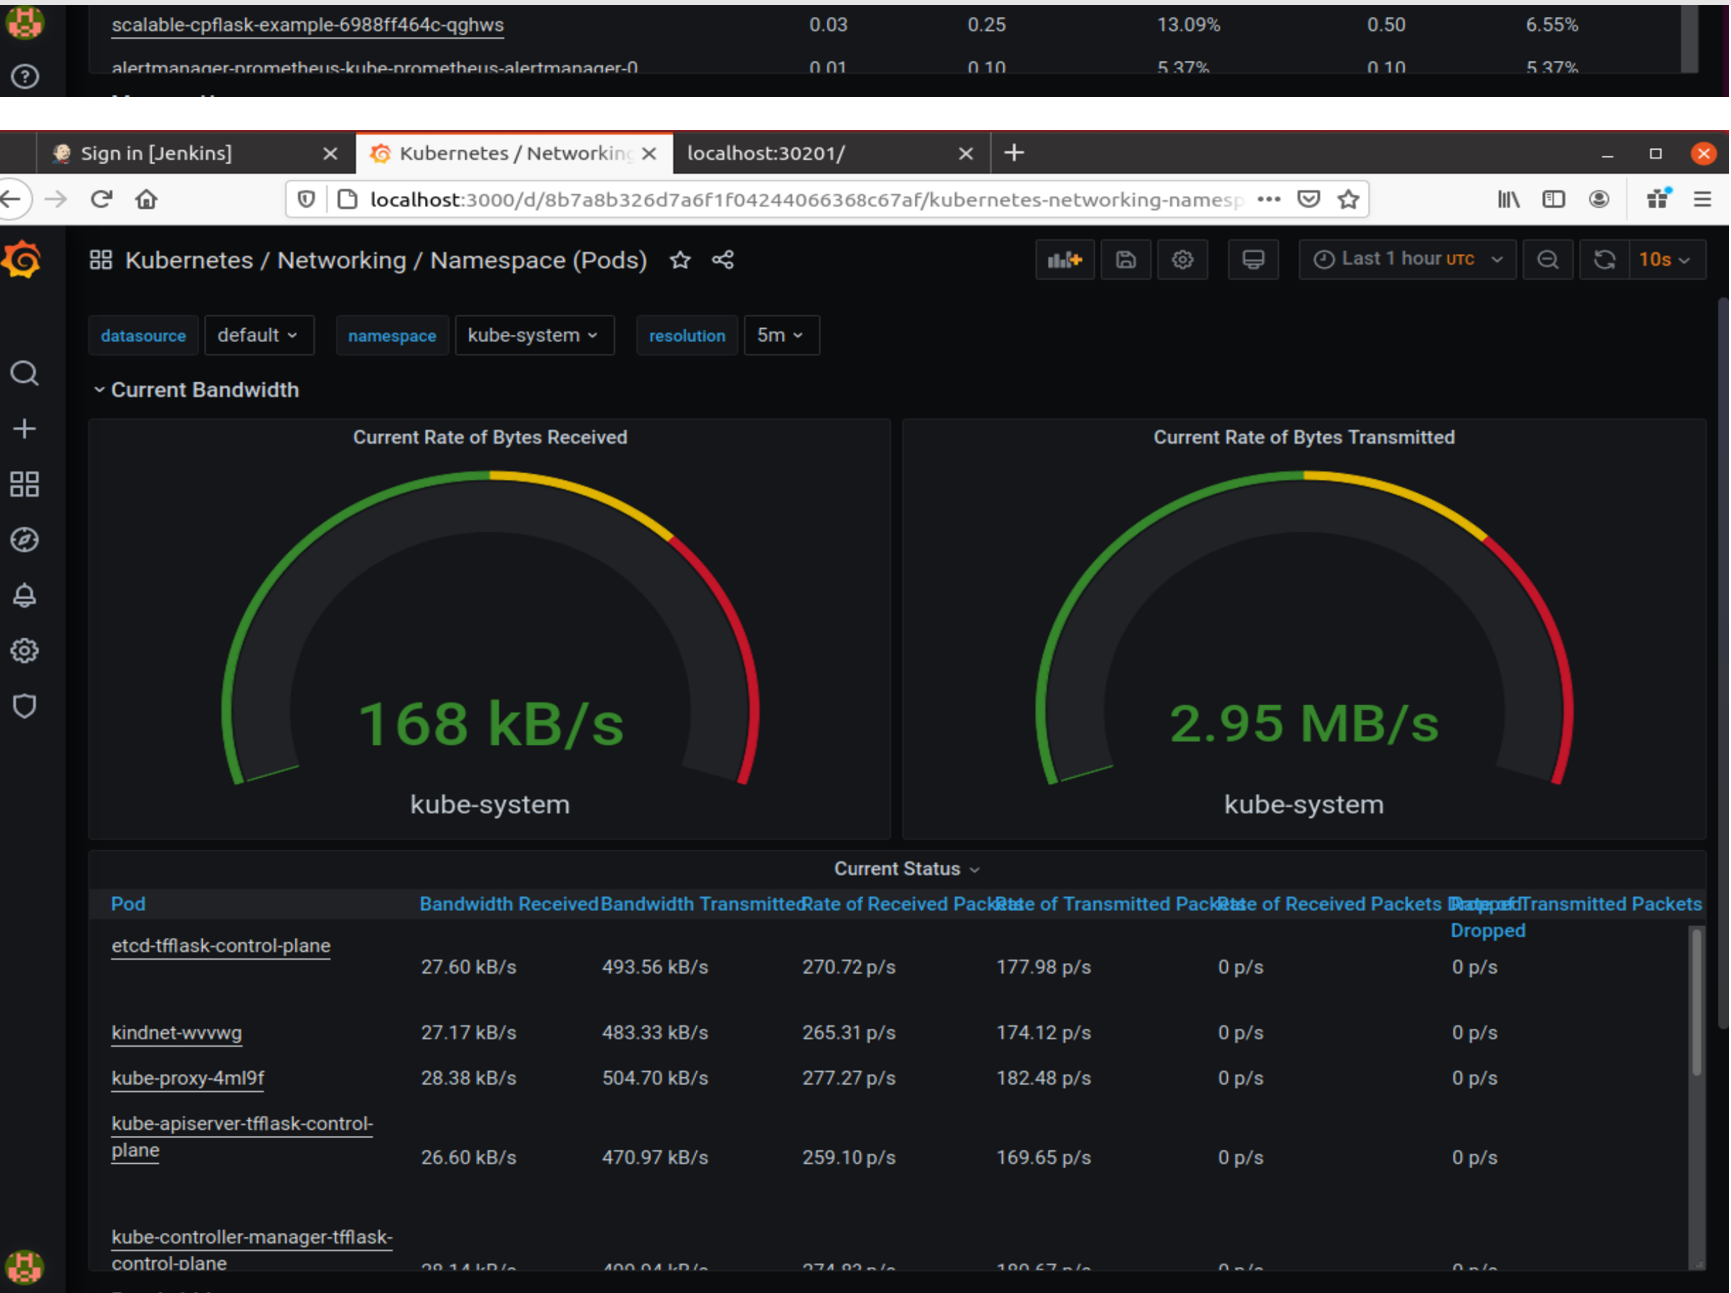 scalable-cpflask-example-6988ff464c-qghws 0.03 0.25 13.09% 0.50 6.55%
alertmanager-prometheus-kube-prometheus-alertmanager-0 0.01 0.10 5.37% 0.10 5.37%
Sign in [Jenkins] Kubernetes / Networking localhost:30201/
localhost:3000/d/8b7a8b326d7a6f1f04244066368c67af/kubernetes-networking-namesp
Kubernetes / Networking / Namespace (Pods) Last 1 hour UTC 10s
datasource default namespace kube-system resolution 5m
Current Bandwidth
Current Rate of Bytes Received Current Rate of Bytes Transmitted
168 kB/s 2.95 MB/s
kube-system kube-system
Current Status
Pod Bandwidth Received Bandwidth Transmitted Rate of Received Packets Rate of Transmitted Packets Rate of Received Packets Dropped Rate of Transmitted Packets
Dropped
etcd-tfflask-control-plane
27.60 kB/s 493.56 kB/s 270.72 p/s 177.98 p/s 0 p/s 0 p/s
kindnet-wvvwg 27.17 kB/s 483.33 kB/s 265.31 p/s 174.12 p/s 0 p/s 0 p/s
kube-proxy-4ml9f 28.38 kB/s 504.70 kB/s 277.27 p/s 182.48 p/s 0 p/s 0 p/s
kube-apiserver-tfflask-control-
plane
26.60 kB/s 470.97 kB/s 259.10 p/s 169.65 p/s 0 p/s 0 p/s
kube-controller-manager-tfflask-
control-plane 0 p/s 0 p/s